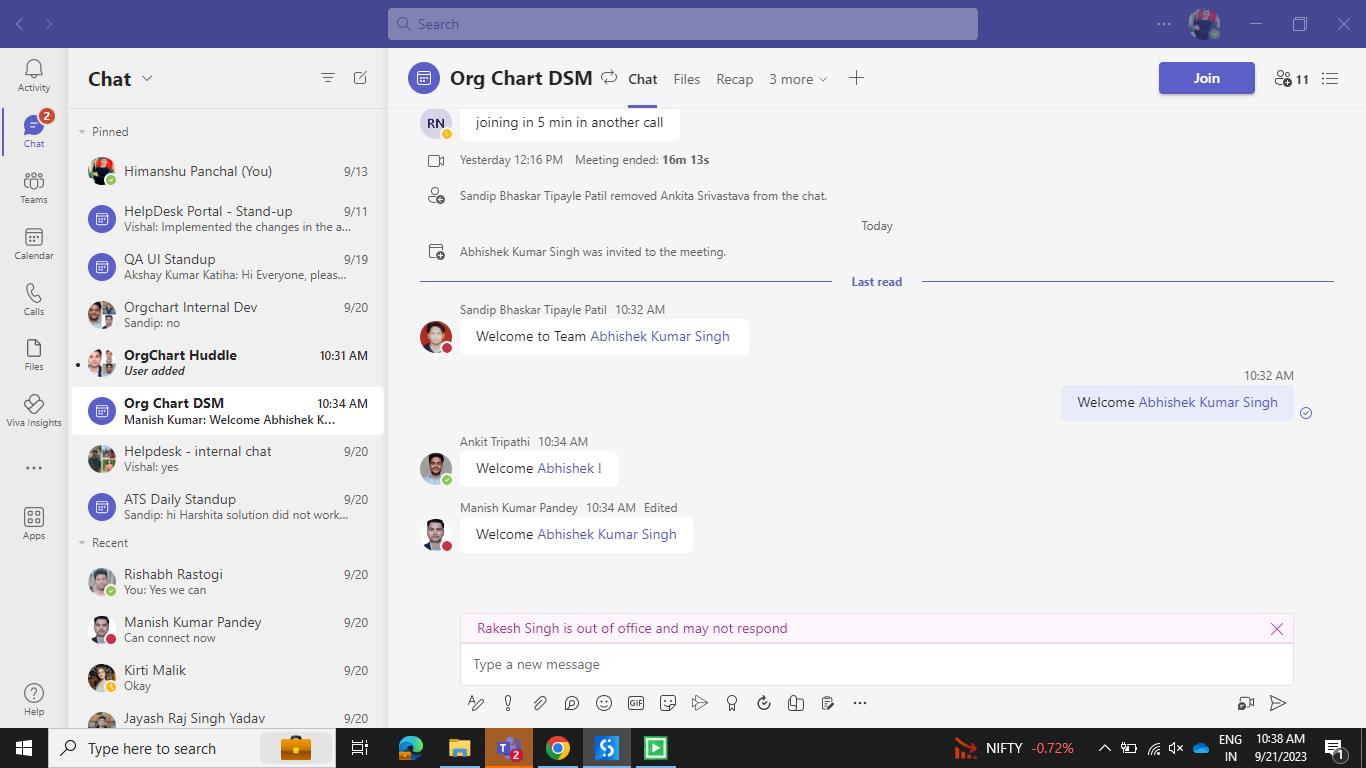 Search
Activity
2
Chat
Teams
Calendar
Calls
Files
Viva Insights
Apps
Help
Chat
Pinned
Himanshu Panchal (You) 9/13
HelpDesk Portal - Stand-up 9/11
Vishal: Implemented the changes in the a...
QA UI Standup 9/19
Akshay Kumar Katiha: Hi Everyone, pleas...
Orgchart Internal Dev 9/20
Sandip: no
OrgChart Huddle 10:31 AM
User added
Org Chart DSM 10:34 AM
Manish Kumar: Welcome Abhishek K...
Helpdesk - internal chat 9/20
Vishal: yes
ATS Daily Standup 9/20
Sandip: hi Harshita solution did not work...
Recent
Rishabh Rastogi 9/20
You: Yes we can
Manish Kumar Pandey 9/20
Can connect now
Kirti Malik 9/20
Okay
Jayash Raj Singh Yadav 9/20
Org Chart DSM Chat Files Recap 3 more Join 11
RN joining in 5 min in another call
Yesterday 12:16 PM Meeting ended: 16m 13s
Sandip Bhaskar Tipayle Patil removed Ankita Srivastava from the chat.
Today
Abhishek Kumar Singh was invited to the meeting.
Last read
Sandip Bhaskar Tipayle Patil 10:32 AM
Welcome to Team Abhishek Kumar Singh
10:32 AM
Welcome Abhishek Kumar Singh
Ankit Tripathi 10:34 AM
Welcome Abhishek !
Manish Kumar Pandey 10:34 AM Edited
Welcome Abhishek Kumar Singh
Rakesh Singh is out of office and may not respond
Type a new message
GIF
Type here to search
2
NIFTY -0.72%
ENG
IN
10:38 AM
9/21/2023
1